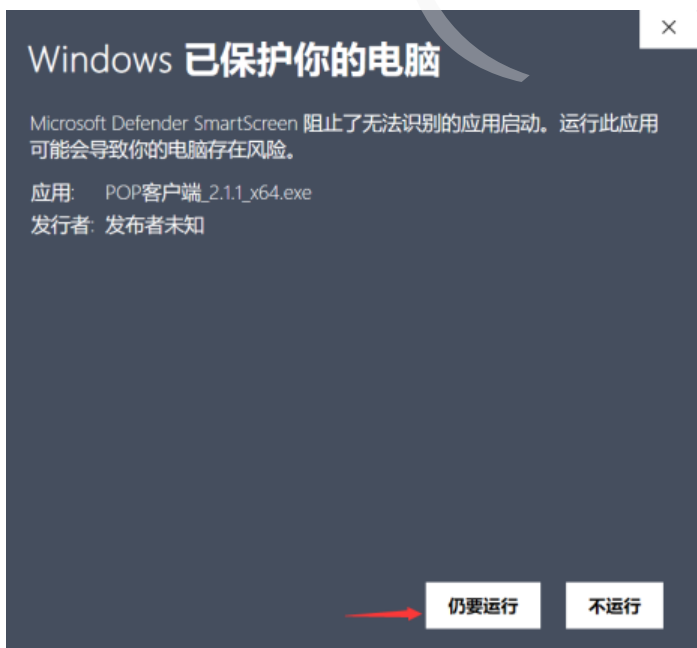 Windows 已保护你的电脑
Microsoft Defender SmartScreen 阻止了无法识别的应用启动。运行此应用
可能会导致你的电脑存在风险。
应用: POP客户端_2.1.1_x64.exe
发行者: 发布者未知
仍要运行 不运行